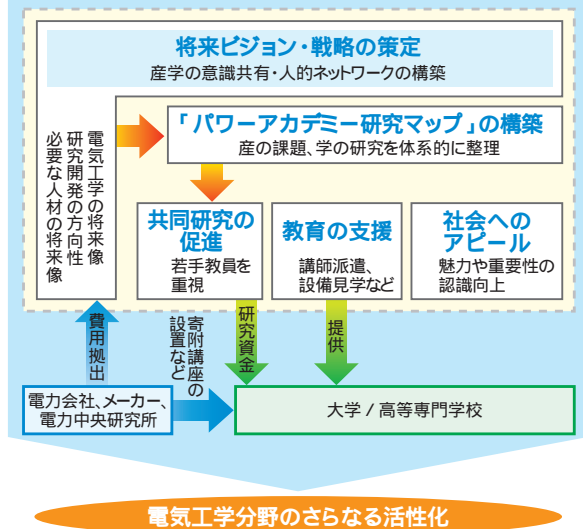 将来ビジョン・戦略の策定
産学の意識共有・人的ネットワークの構築
電気工学の将来像
研究開発の方向性
必要な人材の将来像
「パワーアカデミー研究マップ」の構築
産の課題、学の研究を体系的に整理
共同研究の
促進
若手教員を
重視
教育の支援
講師派遣、
設備見学など
社会への
アピール
魅力や重要性の
認識向上
費用拠出
寄附講座の
設置など
研究資金
提供
電力会社、メーカー、
電力中央研究所
大学 / 高等専門学校
電気工学分野のさらなる活性化